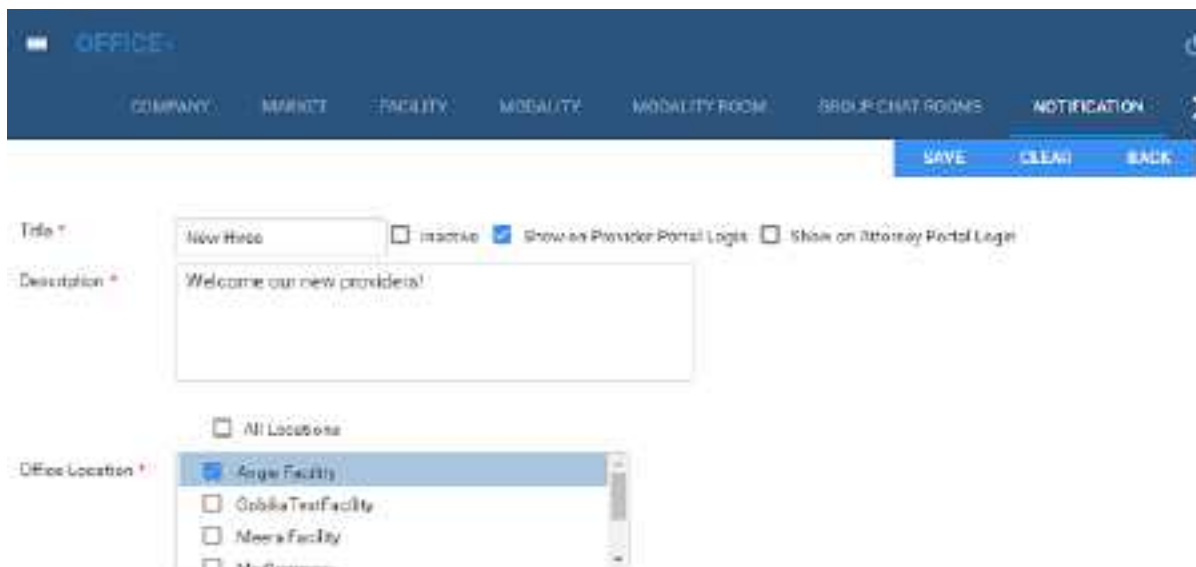 OFFICE
COMPANY MARKET FACILITY MODALITY MODALITY ROOM GROUP CHAT ROOMS NOTIFICATION
SAVE CLEAR BACK
Title * New Hires Inactive Show on Provider Portal Login Show on Attorney Portal Login
Description * Welcome our new providers!
All Locations
Office Location * Angie Facility
GobikaTestFacility
Meera Facility